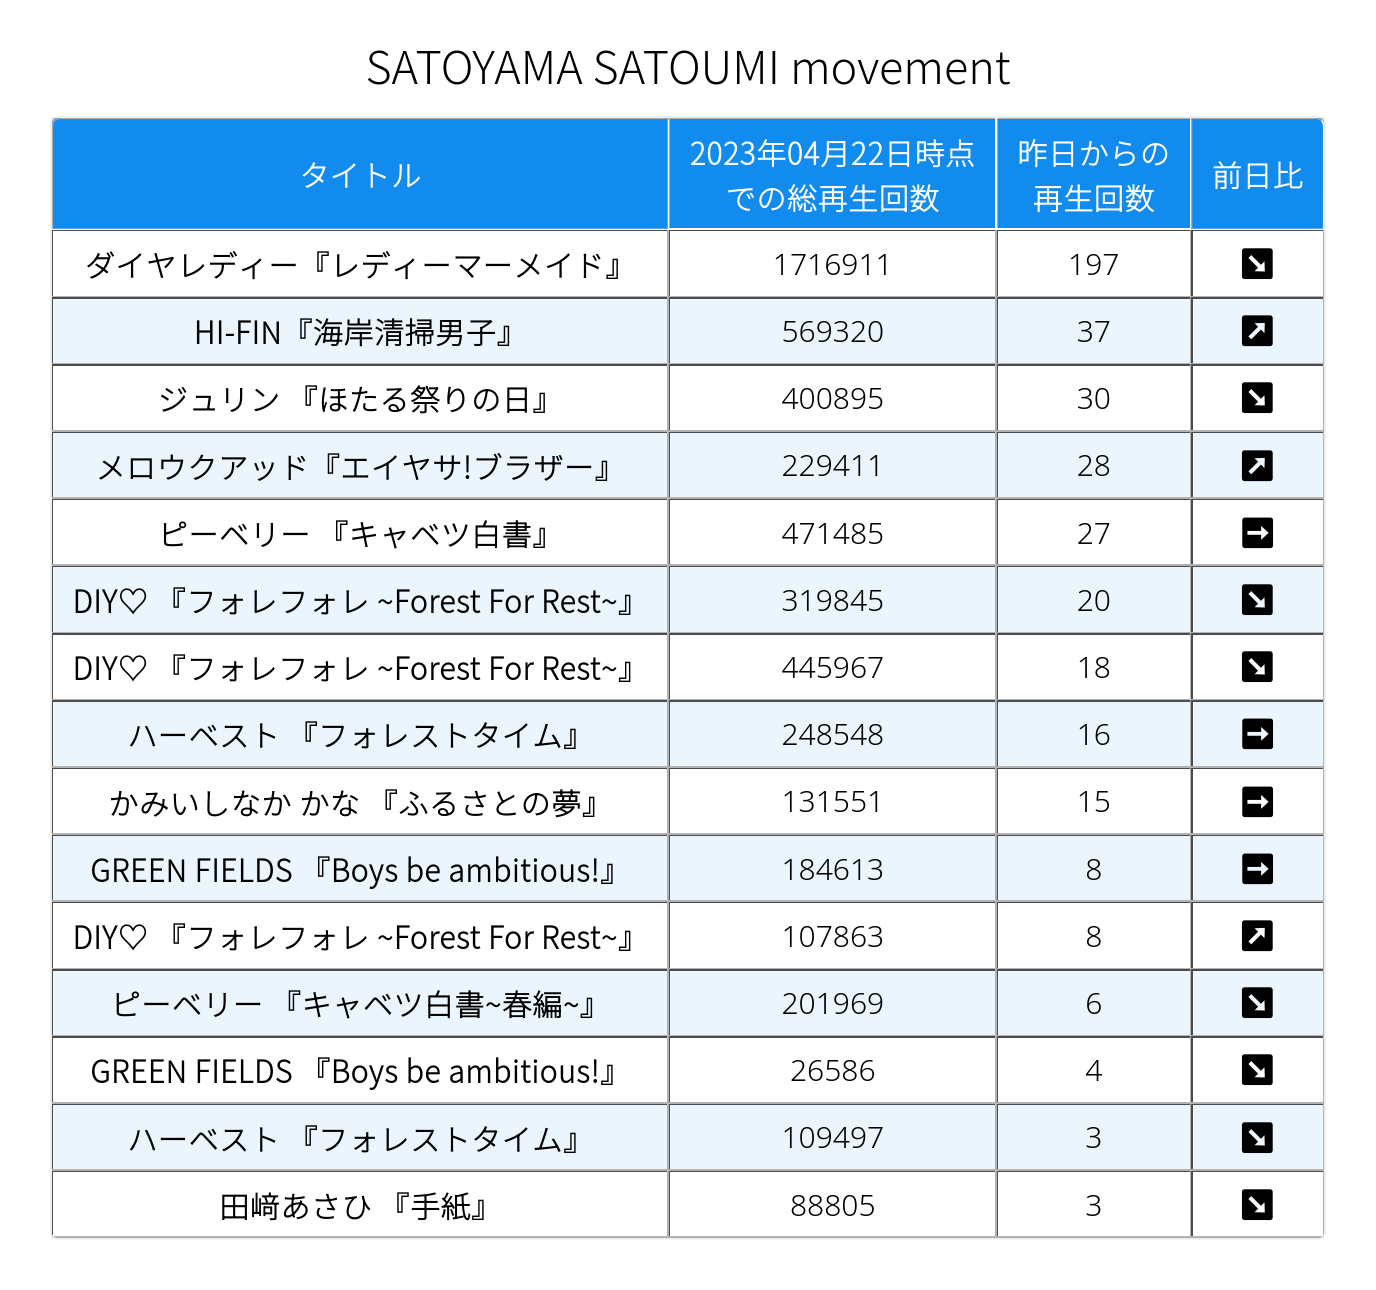 SATOYAMA SATOUMI movement
タイトル 2023年04月22日時点での総再生回数 昨日からの再生回数 前日比
ダイヤレディー『レディーマーメイド』 1716911 197 ↘
HI-FIN『海岸清掃男子』 569320 37 ↗
ジュリン 『ほたる祭りの日』 400895 30 ↘
メロウクアッド『エイヤサ!ブラザー』 229411 28 ↗
ピーベリー 『キャベツ白書』 471485 27 →
DIY♡ 『フォレフォレ ~Forest For Rest~』 319845 20 ↘
DIY♡ 『フォレフォレ ~Forest For Rest~』 445967 18 ↘
ハーベスト 『フォレストタイム』 248548 16 →
かみいしなか かな 『ふるさとの夢』 131551 15 →
GREEN FIELDS 『Boys be ambitious!』 184613 8 →
DIY♡ 『フォレフォレ ~Forest For Rest~』 107863 8 ↗
ピーベリー 『キャベツ白書~春編~』 201969 6 ↘
GREEN FIELDS 『Boys be ambitious!』 26586 4 ↘
ハーベスト 『フォレストタイム』 109497 3 ↘
田﨑あさひ 『手紙』 88805 3 ↘